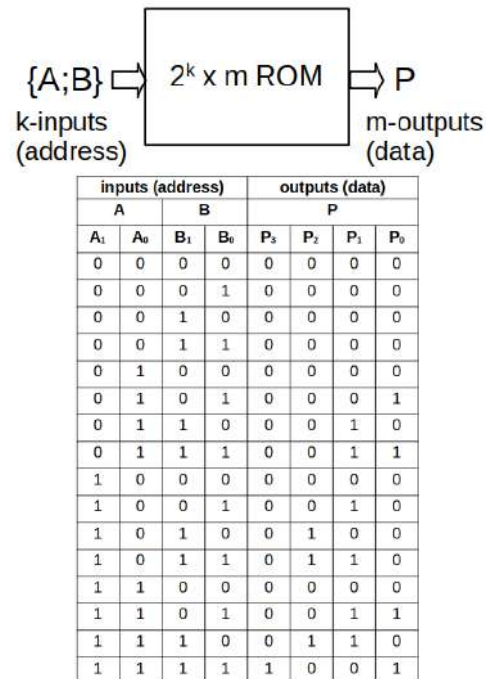 {A;B} 2ᵏ x m ROM P
k-inputs m-outputs
(address) (data)
inputs (address) outputs (data)
A B P
A₁ A₀ B₁ B₀ P₃ P₂ P₁ P₀
0 0 0 0 0 0 0 0
0 0 0 1 0 0 0 0
0 0 1 0 0 0 0 0
0 0 1 1 0 0 0 0
0 1 0 0 0 0 0 0
0 1 0 1 0 0 0 1
0 1 1 0 0 0 1 0
0 1 1 1 0 0 1 1
1 0 0 0 0 0 0 0
1 0 0 1 0 0 1 0
1 0 1 0 0 1 0 0
1 0 1 1 0 1 1 0
1 1 0 0 0 0 0 0
1 1 0 1 0 0 1 1
1 1 1 0 0 1 1 0
1 1 1 1 1 0 0 1